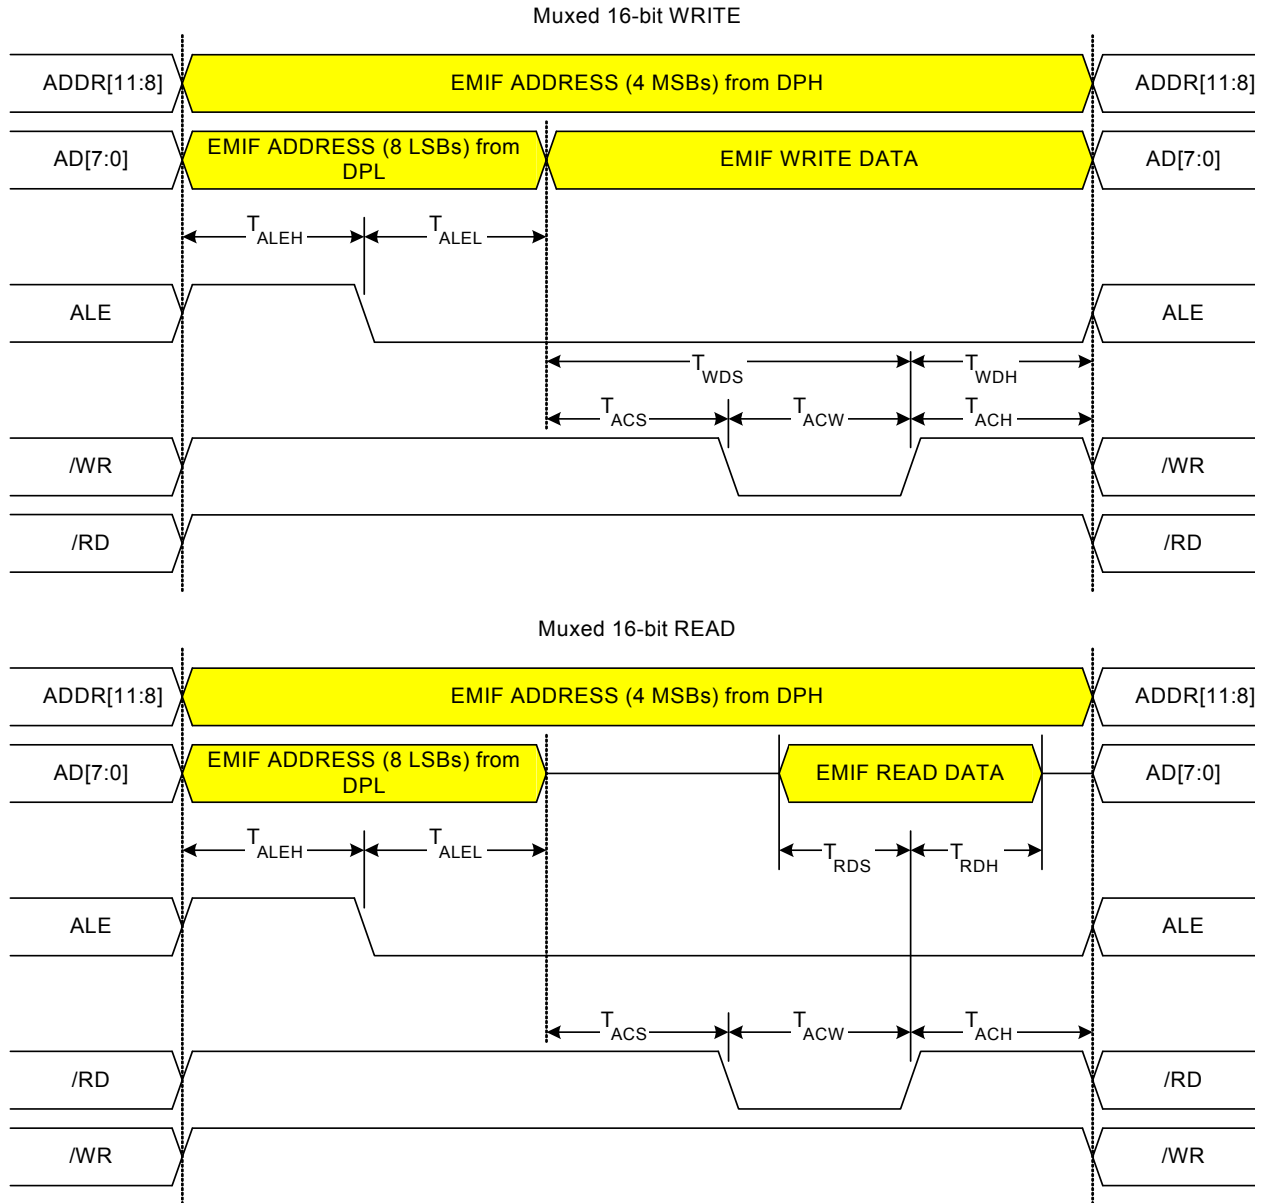 Muxed 16-bit WRITE
ADDR[11:8] EMIF ADDRESS (4 MSBs) from DPH ADDR[11:8]
AD[7:0] EMIF ADDRESS (8 LSBs) from DPL EMIF WRITE DATA AD[7:0]
TALEH TALEL
ALE ALE
TWDS TWDH
TACS TACW TACH
/WR /WR
/RD /RD
Muxed 16-bit READ
ADDR[11:8] EMIF ADDRESS (4 MSBs) from DPH ADDR[11:8]
AD[7:0] EMIF ADDRESS (8 LSBs) from DPL EMIF READ DATA AD[7:0]
TALEH TALEL TRDS TRDH
ALE ALE
TACS TACW TACH
/RD /RD
/WR /WR